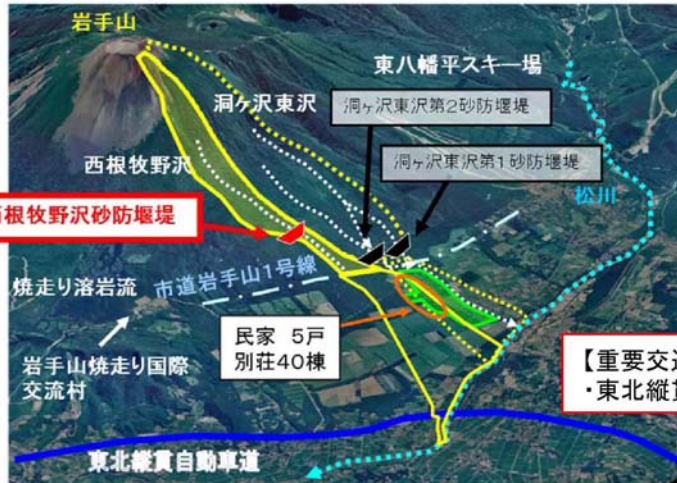 岩手山
東八幡平スキー場
洞ヶ沢東沢
洞ヶ沢東沢第2砂防堰堤
洞ヶ沢東沢第1砂防堰堤
西根牧野沢
松川
西根牧野沢砂防堰堤
市道岩手山1号線
焼走り溶岩流
民家 5戸
別荘40棟
岩手山焼走り国際
交流村
【重要交
・東北縦
東北縦貫自動車道